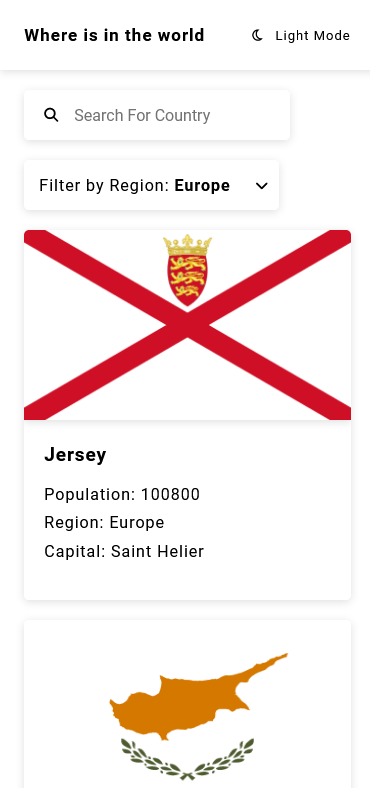 Where is in the world
Light Mode
Search For Country
Filter by Region: Europe
Jersey
Population: 100800
Region: Europe
Capital: Saint Helier